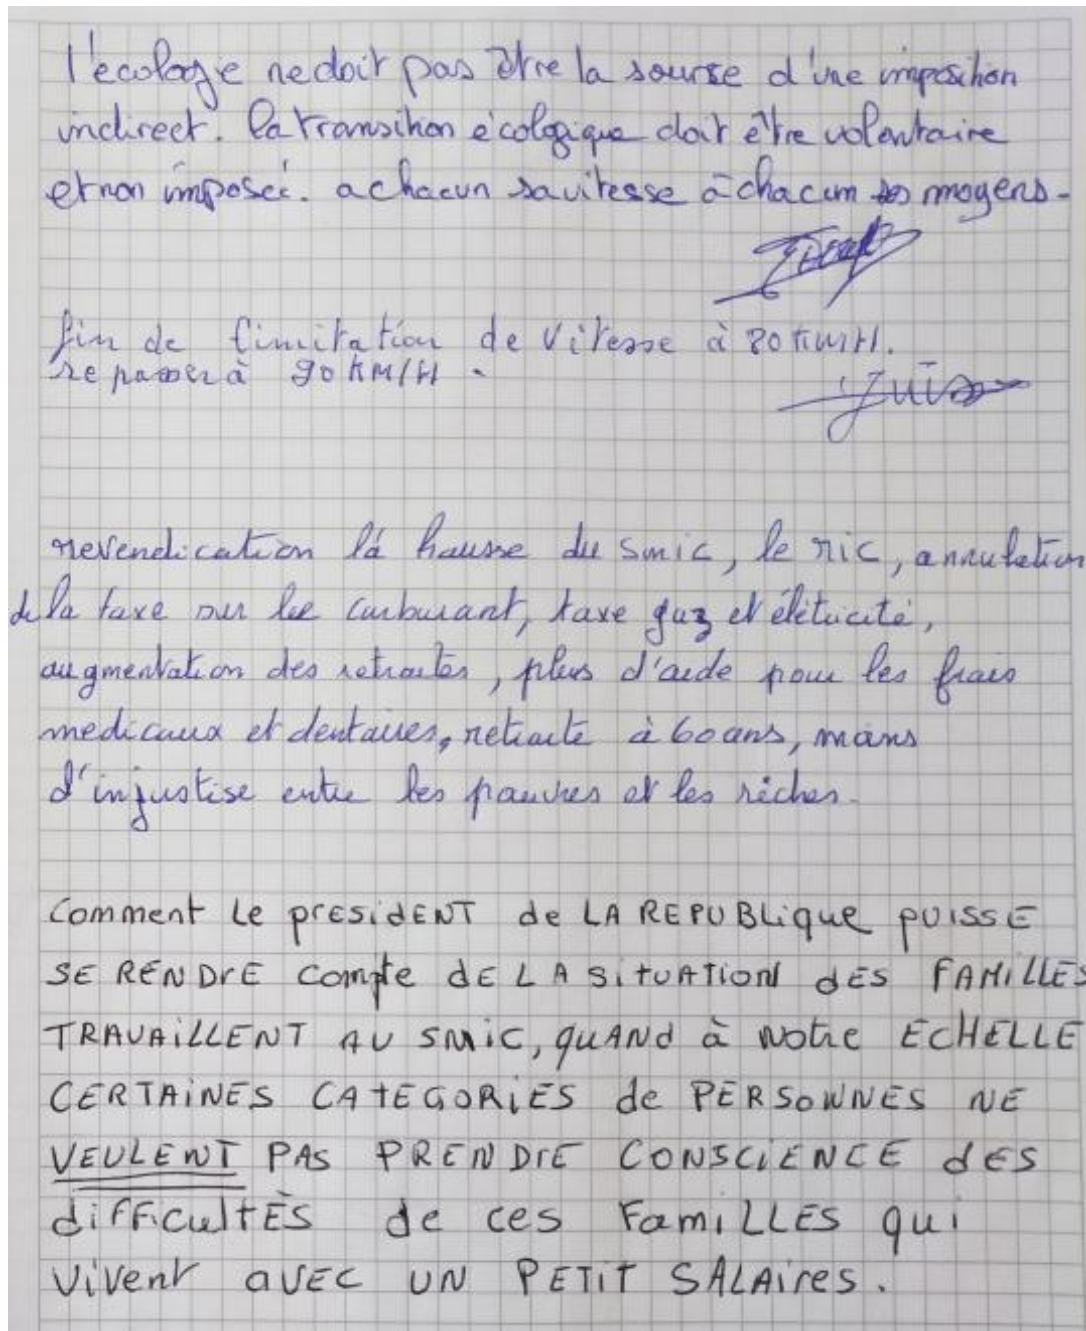 l'ecologie ne doit pas être la sourse d'une imposition
indirect. la transition écologique doit être volontaire
et non imposée. a chacun sa vitesse à chacun ses moyens.
fin de limitation de vitesse à 80 KM/H.
repasser à 90 KM/H.
revendication la hausse du smic, le ric, annulation
de la taxe sur le carburant, taxe gaz et élétricité,
augmentation des retraites, plus d'aide pour les frais
medicaux et dentaires, retraite à 60 ans, moins
d'injustise entre les pauvres et les riches.
Comment Le presidENT de LA REPUBLique puISSE
SE RENDrE compte dE LA SituATioN dES FAMiLLES
TRAVAiLLENT AU SMiC, quANd à Notre ECHELLE
CERTAiNES CAtEGORiES de PERSONNES NE
VEULENT PAS PRENDrE CONSCiENCE dES
diFFicultÈS de ces FamiLLES qui
vivent avEC UN PETiT SALAires.